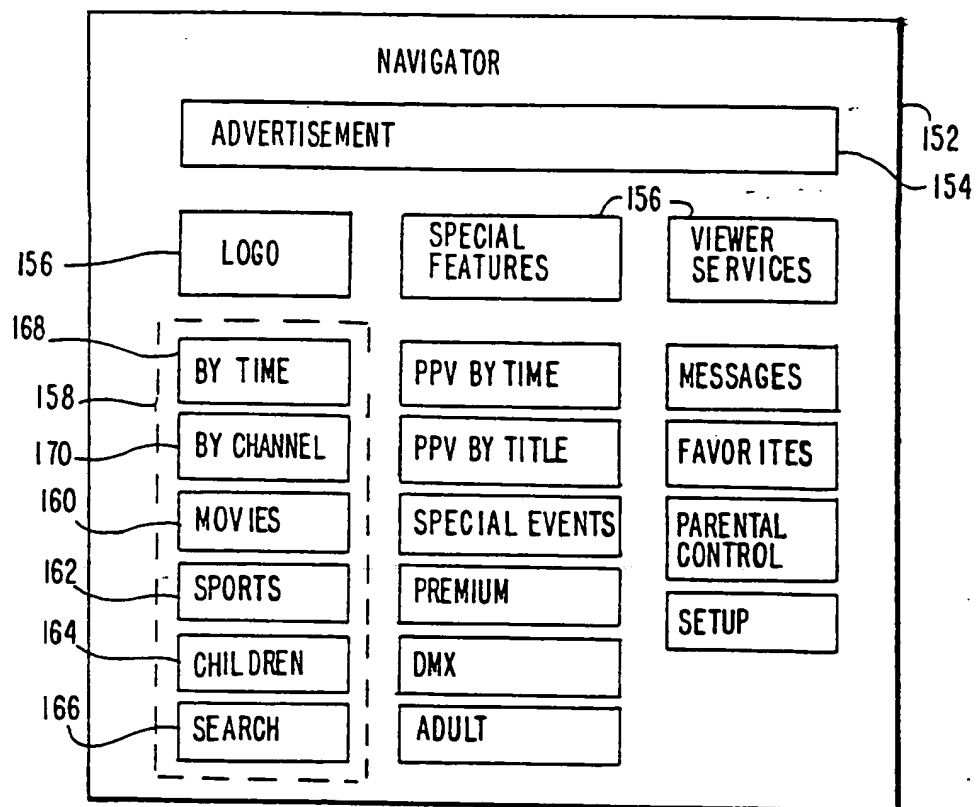 NAVIGATOR
ADVERTISEMENT
152
154
156
156
LOGO
SPECIAL
FEATURES
VIEWER
SERVICES
168
158
170
160
162
164
166
BY TIME
BY CHANNEL
MOVIES
SPORTS
CHILDREN
SEARCH
PPV BY TIME
PPV BY TITLE
SPECIAL EVENTS
PREMIUM
DMX
ADULT
MESSAGES
FAVORITES
PARENTAL
CONTROL
SETUP